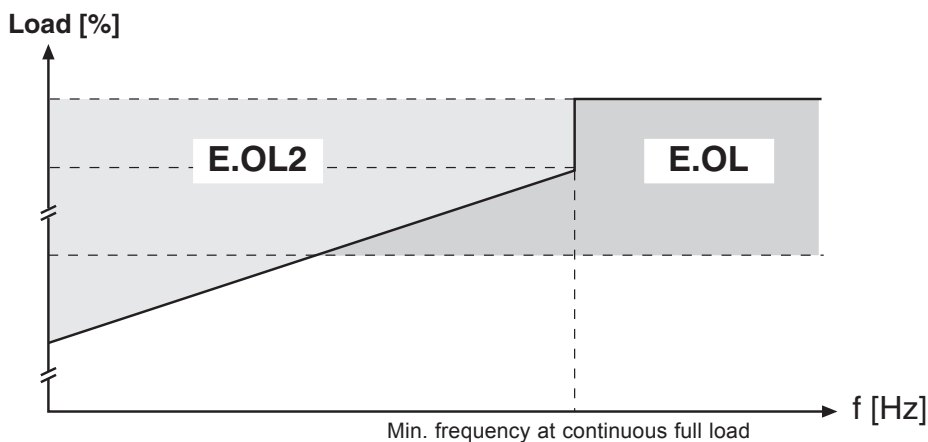 Load [%]
E.OL2
E.OL
f [Hz]
Min. frequency at continuous full load